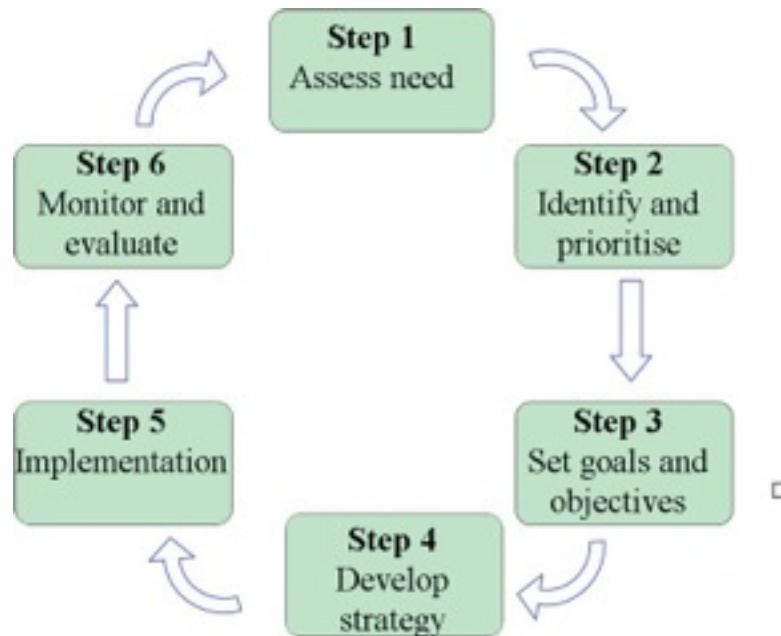 Step 1
Assess need
Step 2
Identify and
prioritise
Step 3
Set goals and
objectives
Step 4
Develop
strategy
Step 5
Implementation
Step 6
Monitor and
evaluate